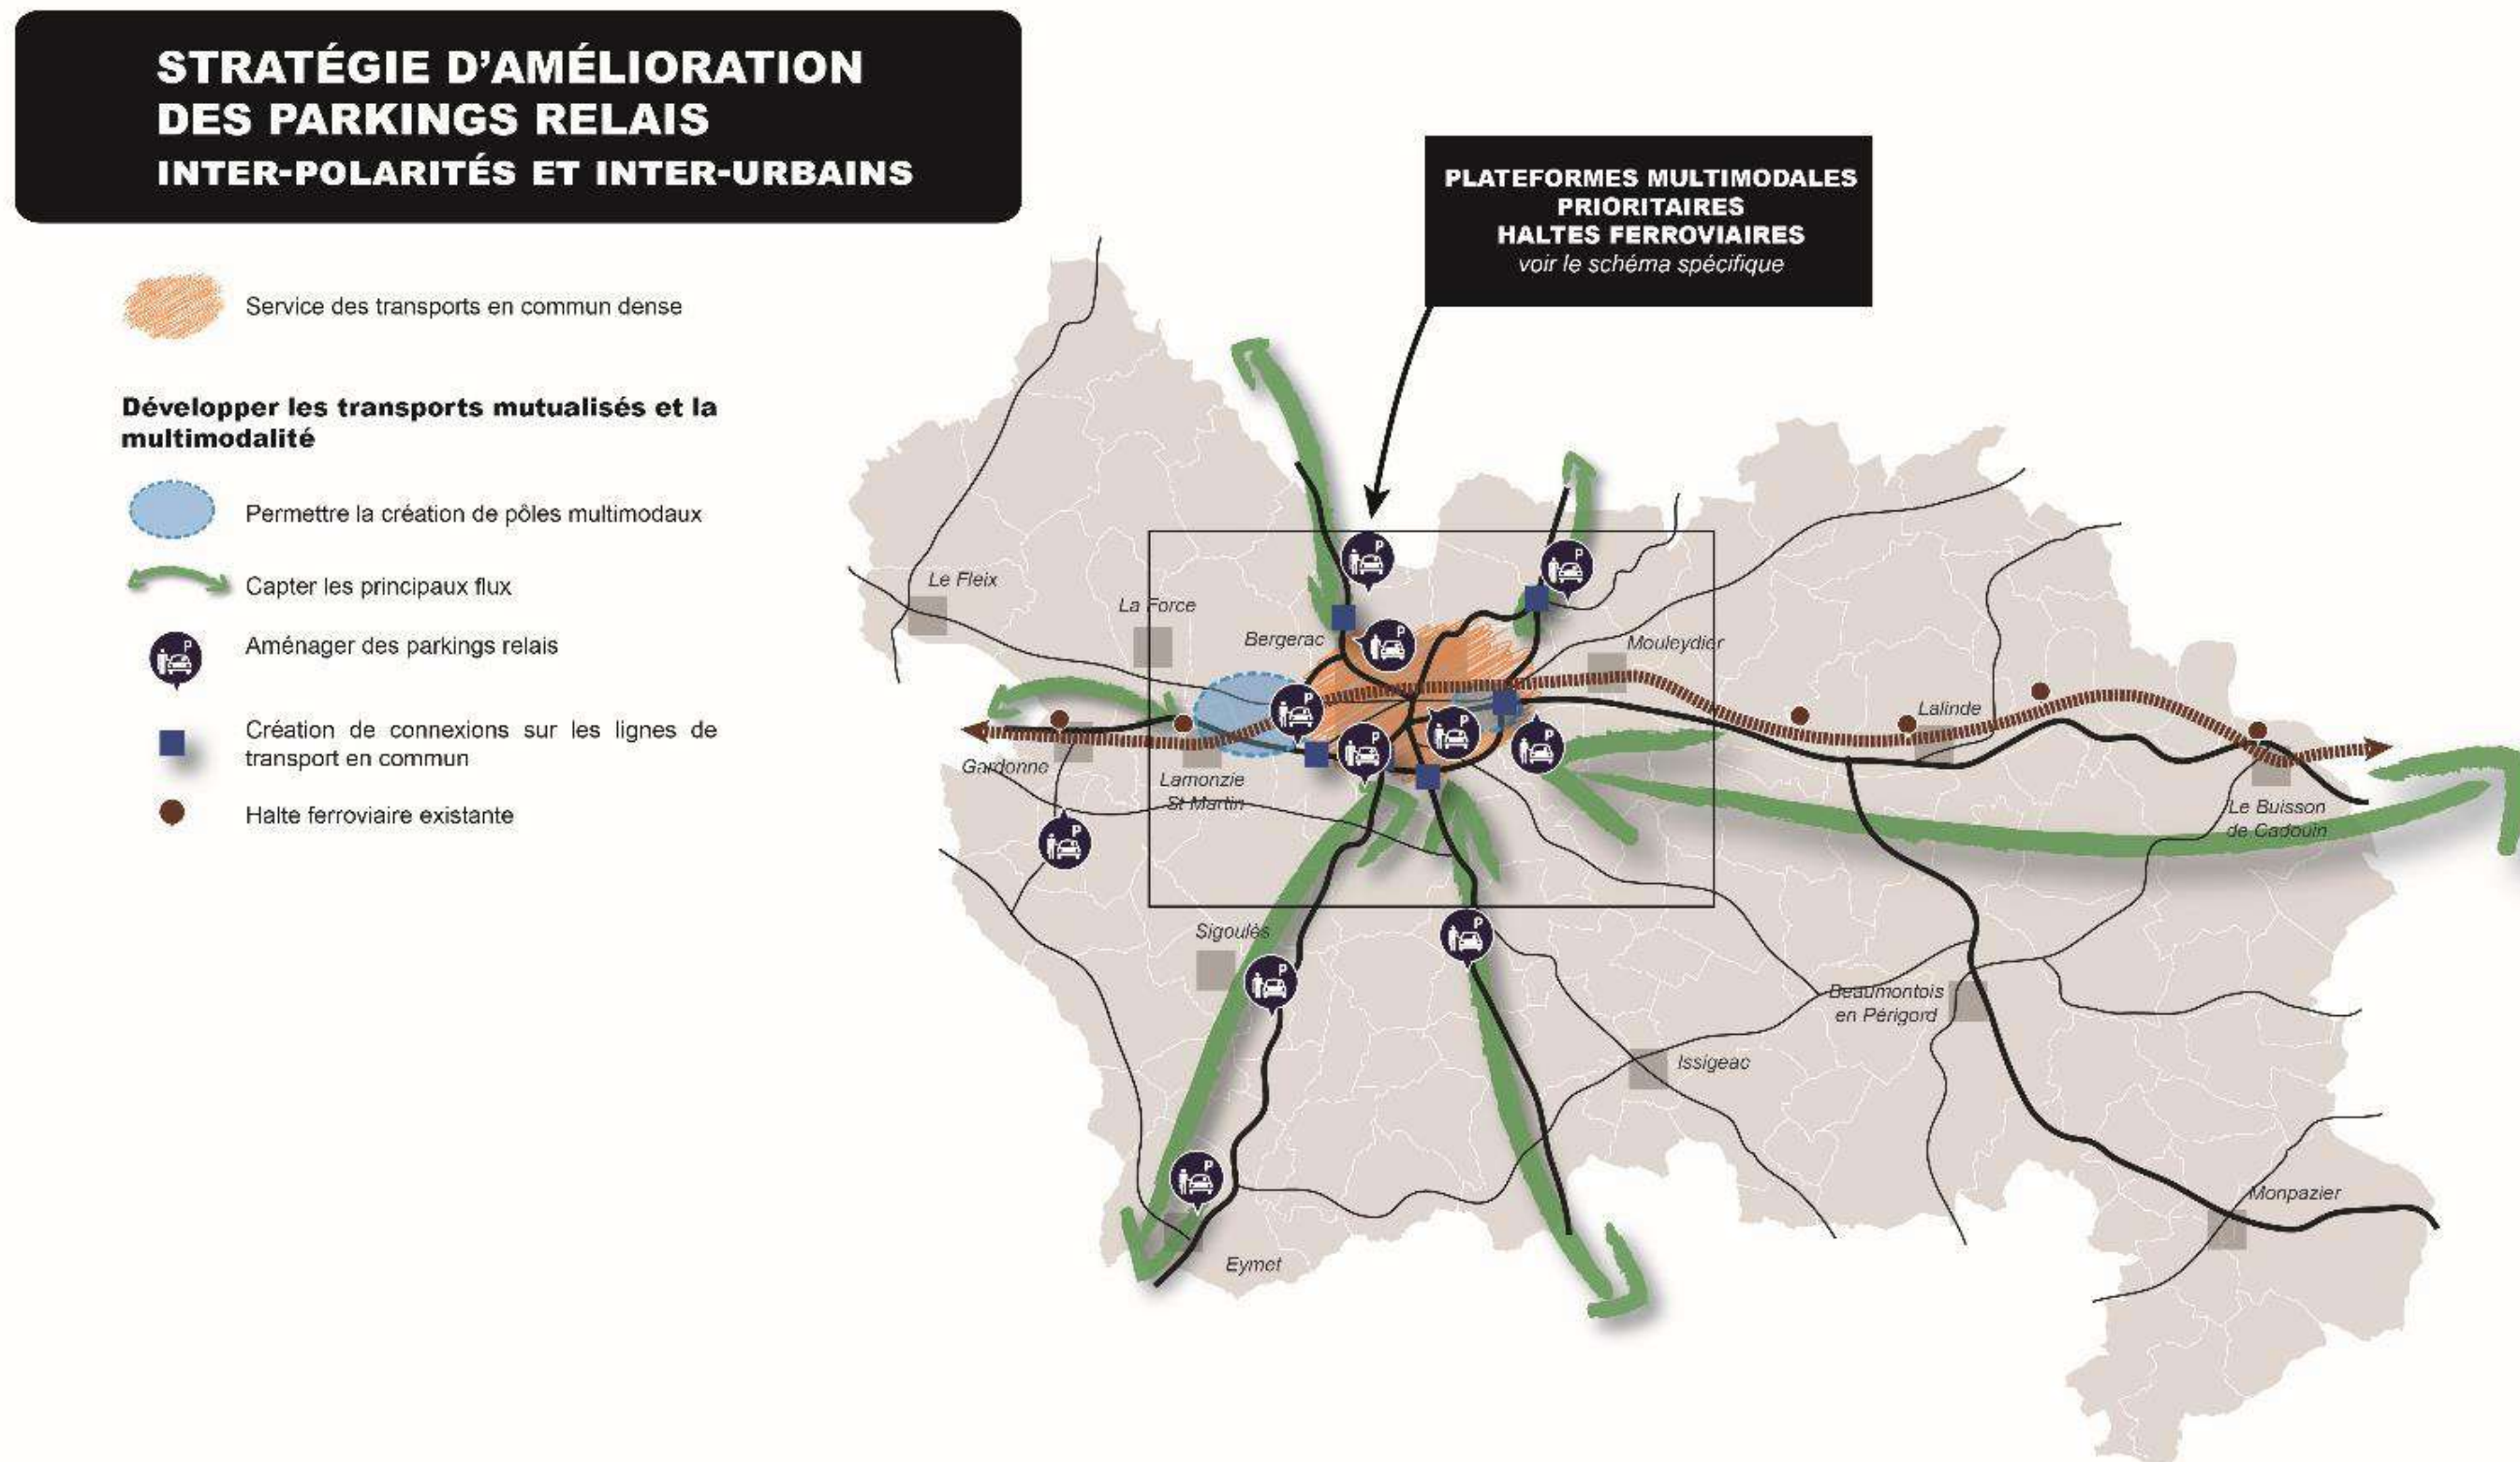 STRATÉGIE D'AMÉLIORATION
DES PARKINGS RELAIS
INTER-POLARITÉS ET INTER-URBAINS
PLATEFORMES MULTIMODALES
PRIORITAIRES
HALTES FERROVIAIRES
voir le schéma spécifique
Service des transports en commun dense
Développer les transports mutualisés et la
multimodalité
Permettre la création de pôles multimodaux
Capter les principaux flux
P
Aménager des parkings relais
Création de connexions sur les lignes de
transport en commun
Halte ferroviaire existante
P
P
Le Fleix
La Force
Bergerac
P
Mouleydier
P
Lalinde
P
P
P
Gardonne
Lamonzie
St Martin
Le Buisson
de Cadouin
P
Sigoulès
P
P
Beaumontois
en Périgord
Issigeac
P
Monpazier
Eymet